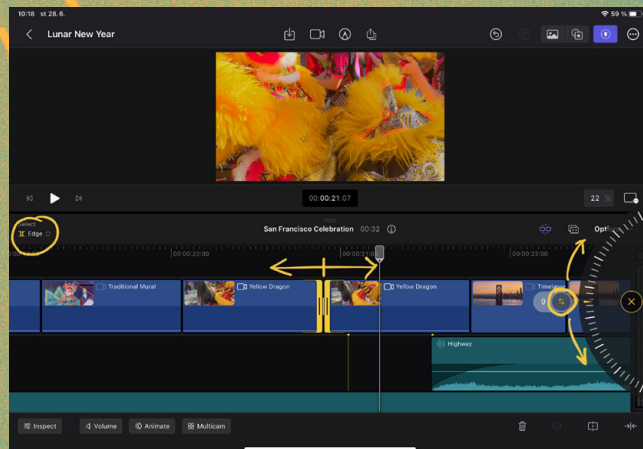 10:18 st 28. 6.
59 %
Lunar New Year
00:00:21:07
22 %
Select
Edge
San Francisco Celebration 00:32
00:00:20:00
00:00:22:00
Traditional Mural
Yellow Dragon
Yellow Dragon
0
Highway
Inspect
Volume
Animate
Multicam